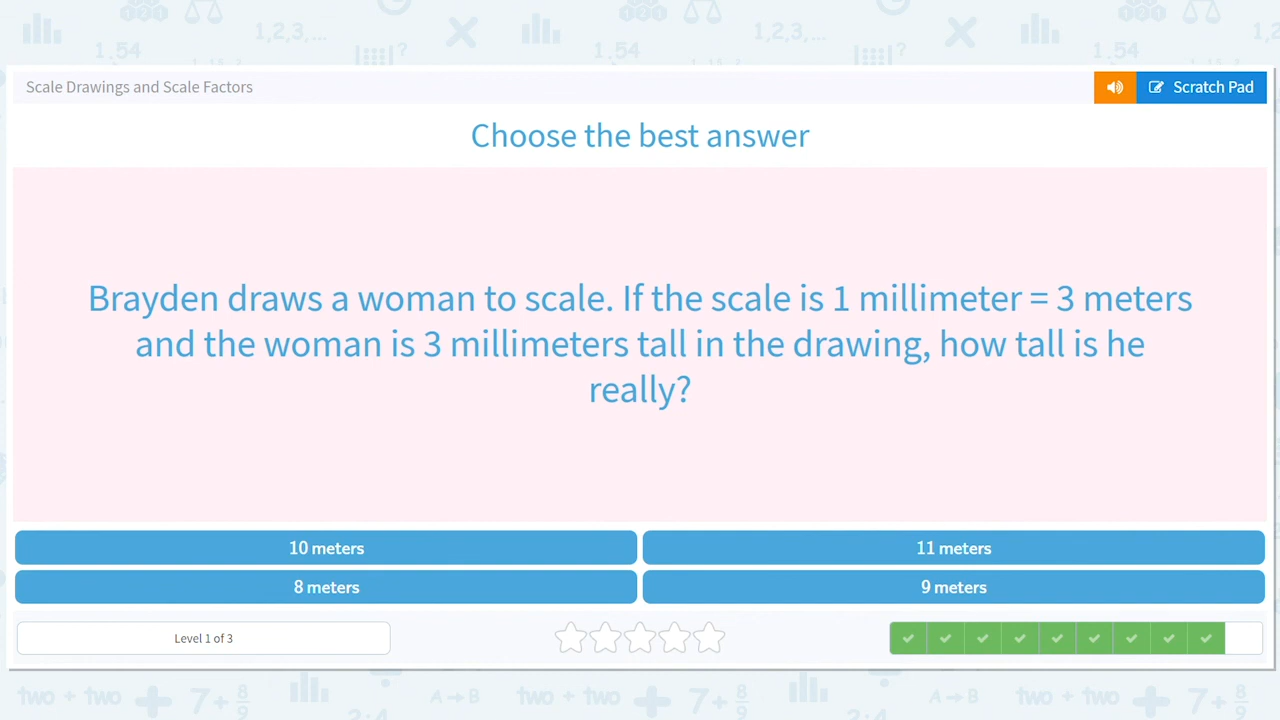 Scale Drawings and Scale Factors
Scratch Pad
Choose the best answer
Brayden draws a woman to scale. If the scale is 1 millimeter = 3 meters
and the woman is 3 millimeters tall in the drawing, how tall is he
really?
10 meters
11 meters
8 meters
9 meters
Level 1 of 3